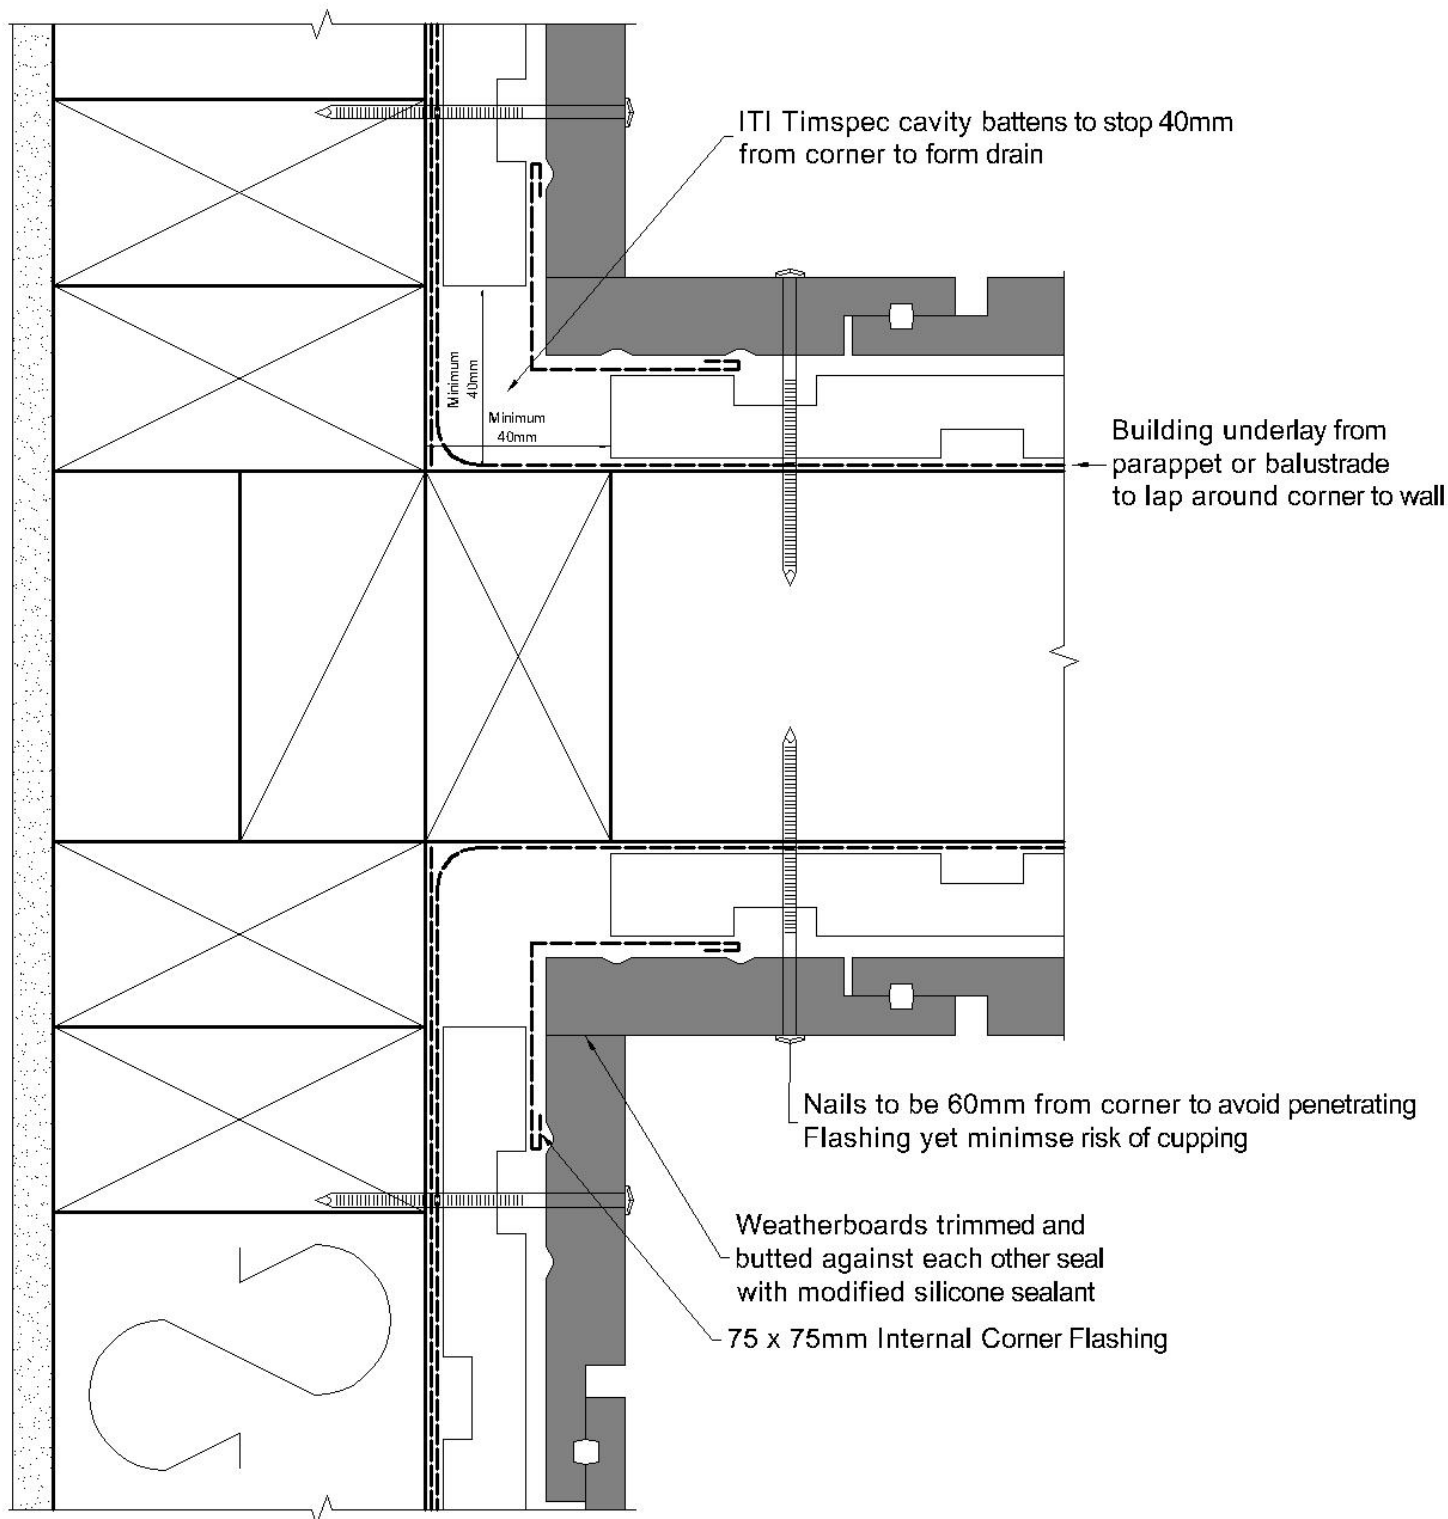 ITI Timspec cavity battens to stop 40mm
from corner to form drain
Minimum
40mm
Minimum
40mm
Building underlay from
parappet or balustrade
to lap around corner to wall
Nails to be 60mm from corner to avoid penetrating
Flashing yet minimse risk of cupping
Weatherboards trimmed and
butted against each other seal
with modified silicone sealant
75 x 75mm Internal Corner Flashing